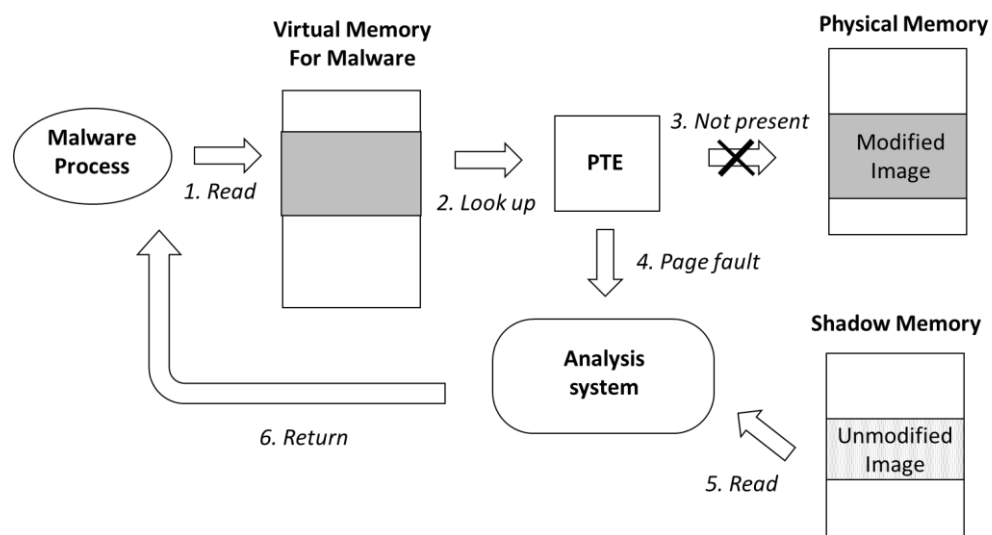 Virtual Memory
For Malware
Physical Memory
Malware
Process
1. Read
2. Look up
PTE
3. Not present
Modified
Image
4. Page fault
Analysis
system
Shadow Memory
Unmodified
Image
5. Read
6. Return